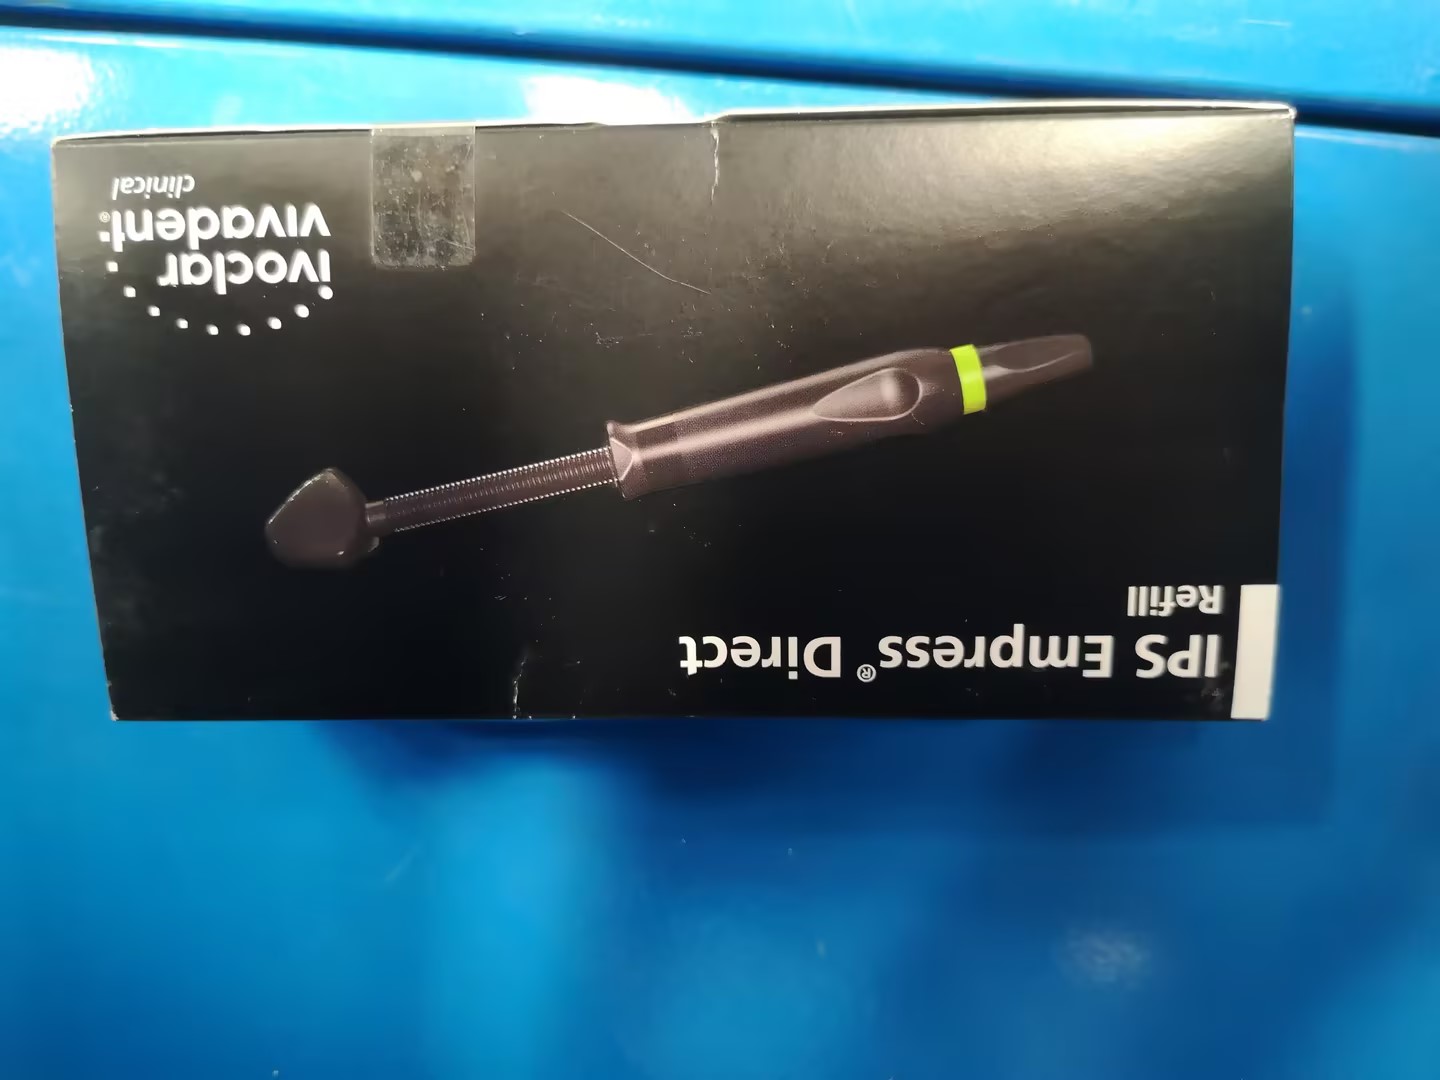 IPS Empress® Direct
Refill
ivoclar
vivadent®
clinical